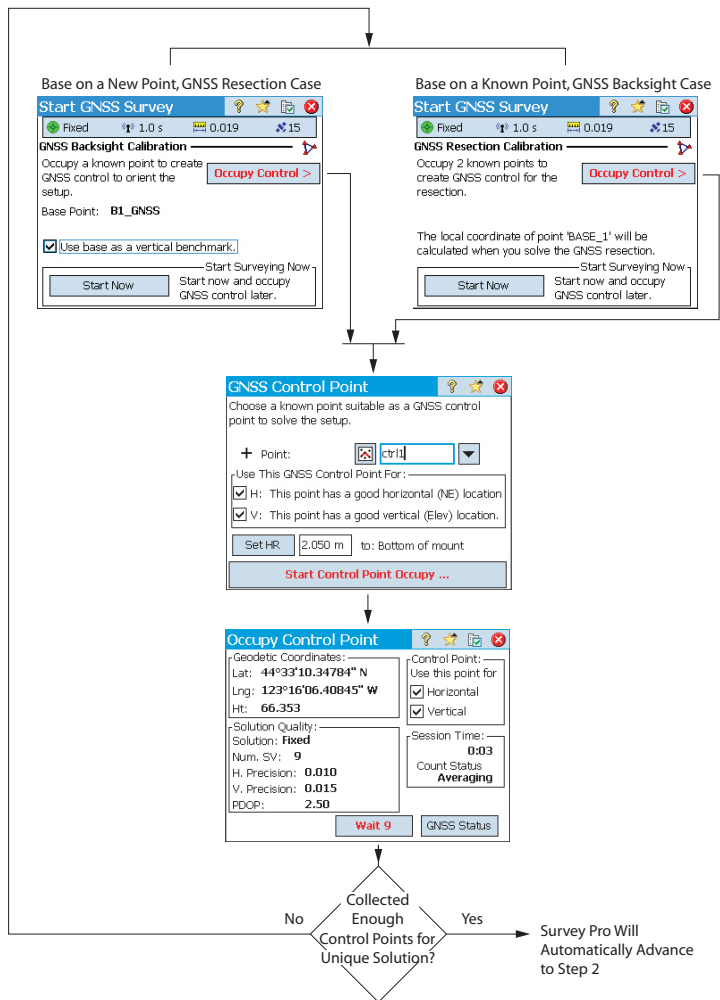 Base on a New Point, GNSS Resection Case
Start GNSS Survey
Fixed 1.0 s 0.019 15
GNSS Backsight Calibration
Occupy a known point to create
GNSS control to orient the
setup.
Occupy Control >
Base Point: B1_GNSS
Use base as a vertical benchmark.
Start Surveying Now
Start Now
Start now and occupy
GNSS control later.
Base on a Known Point, GNSS Backsight Case
Start GNSS Survey
Fixed 1.0 s 0.019 15
GNSS Resection Calibration
Occupy 2 known points to
create GNSS control for the
resection.
Occupy Control >
The local coordinate of point 'BASE_1' will be
calculated when you solve the GNSS resection.
Start Surveying Now
Start Now
Start now and occupy
GNSS control later.
GNSS Control Point
Choose a known point suitable as a GNSS control
point to solve the setup.
+ Point: ctrl1
Use This GNSS Control Point For:
H: This point has a good horizontal (NE) location
V: This point has a good vertical (Elev) location.
Set HR 2.050 m to: Bottom of mount
Start Control Point Occupy ...
Occupy Control Point
Geodetic Coordinates:
Lat: 44°33'10.34784" N
Lng: 123°16'06.40845" W
Ht: 66.353
Control Point:
Use this point for
Horizontal
Vertical
Solution Quality:
Solution: Fixed
Num. SV: 9
H. Precision: 0.010
V. Precision: 0.015
PDOP: 2.50
Session Time:
0:03
Count Status
Averaging
Wait 9
GNSS Status
Collected
Enough
Control Points for
Unique Solution?
No
Yes
Survey Pro Will
Automatically Advance
to Step 2